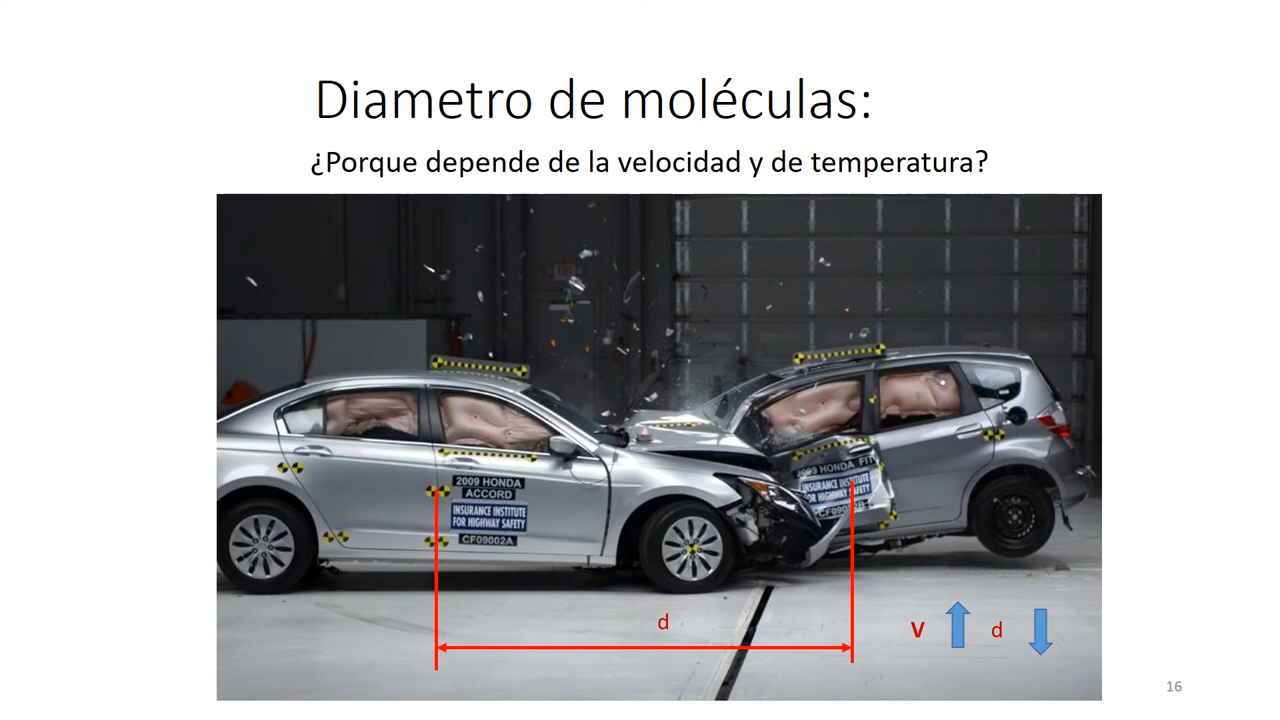 Diametro de moléculas:
¿Porque depende de la velocidad y de temperatura?
2009 HONDA
ACCORD
INSURANCE INSTITUTE
FOR HIGHWAY SAFETY
CF09002A
2009 HONDA FIT
INSURANCE INSTITUTE
FOR HIGHWAY SAFETY
d
V d
16